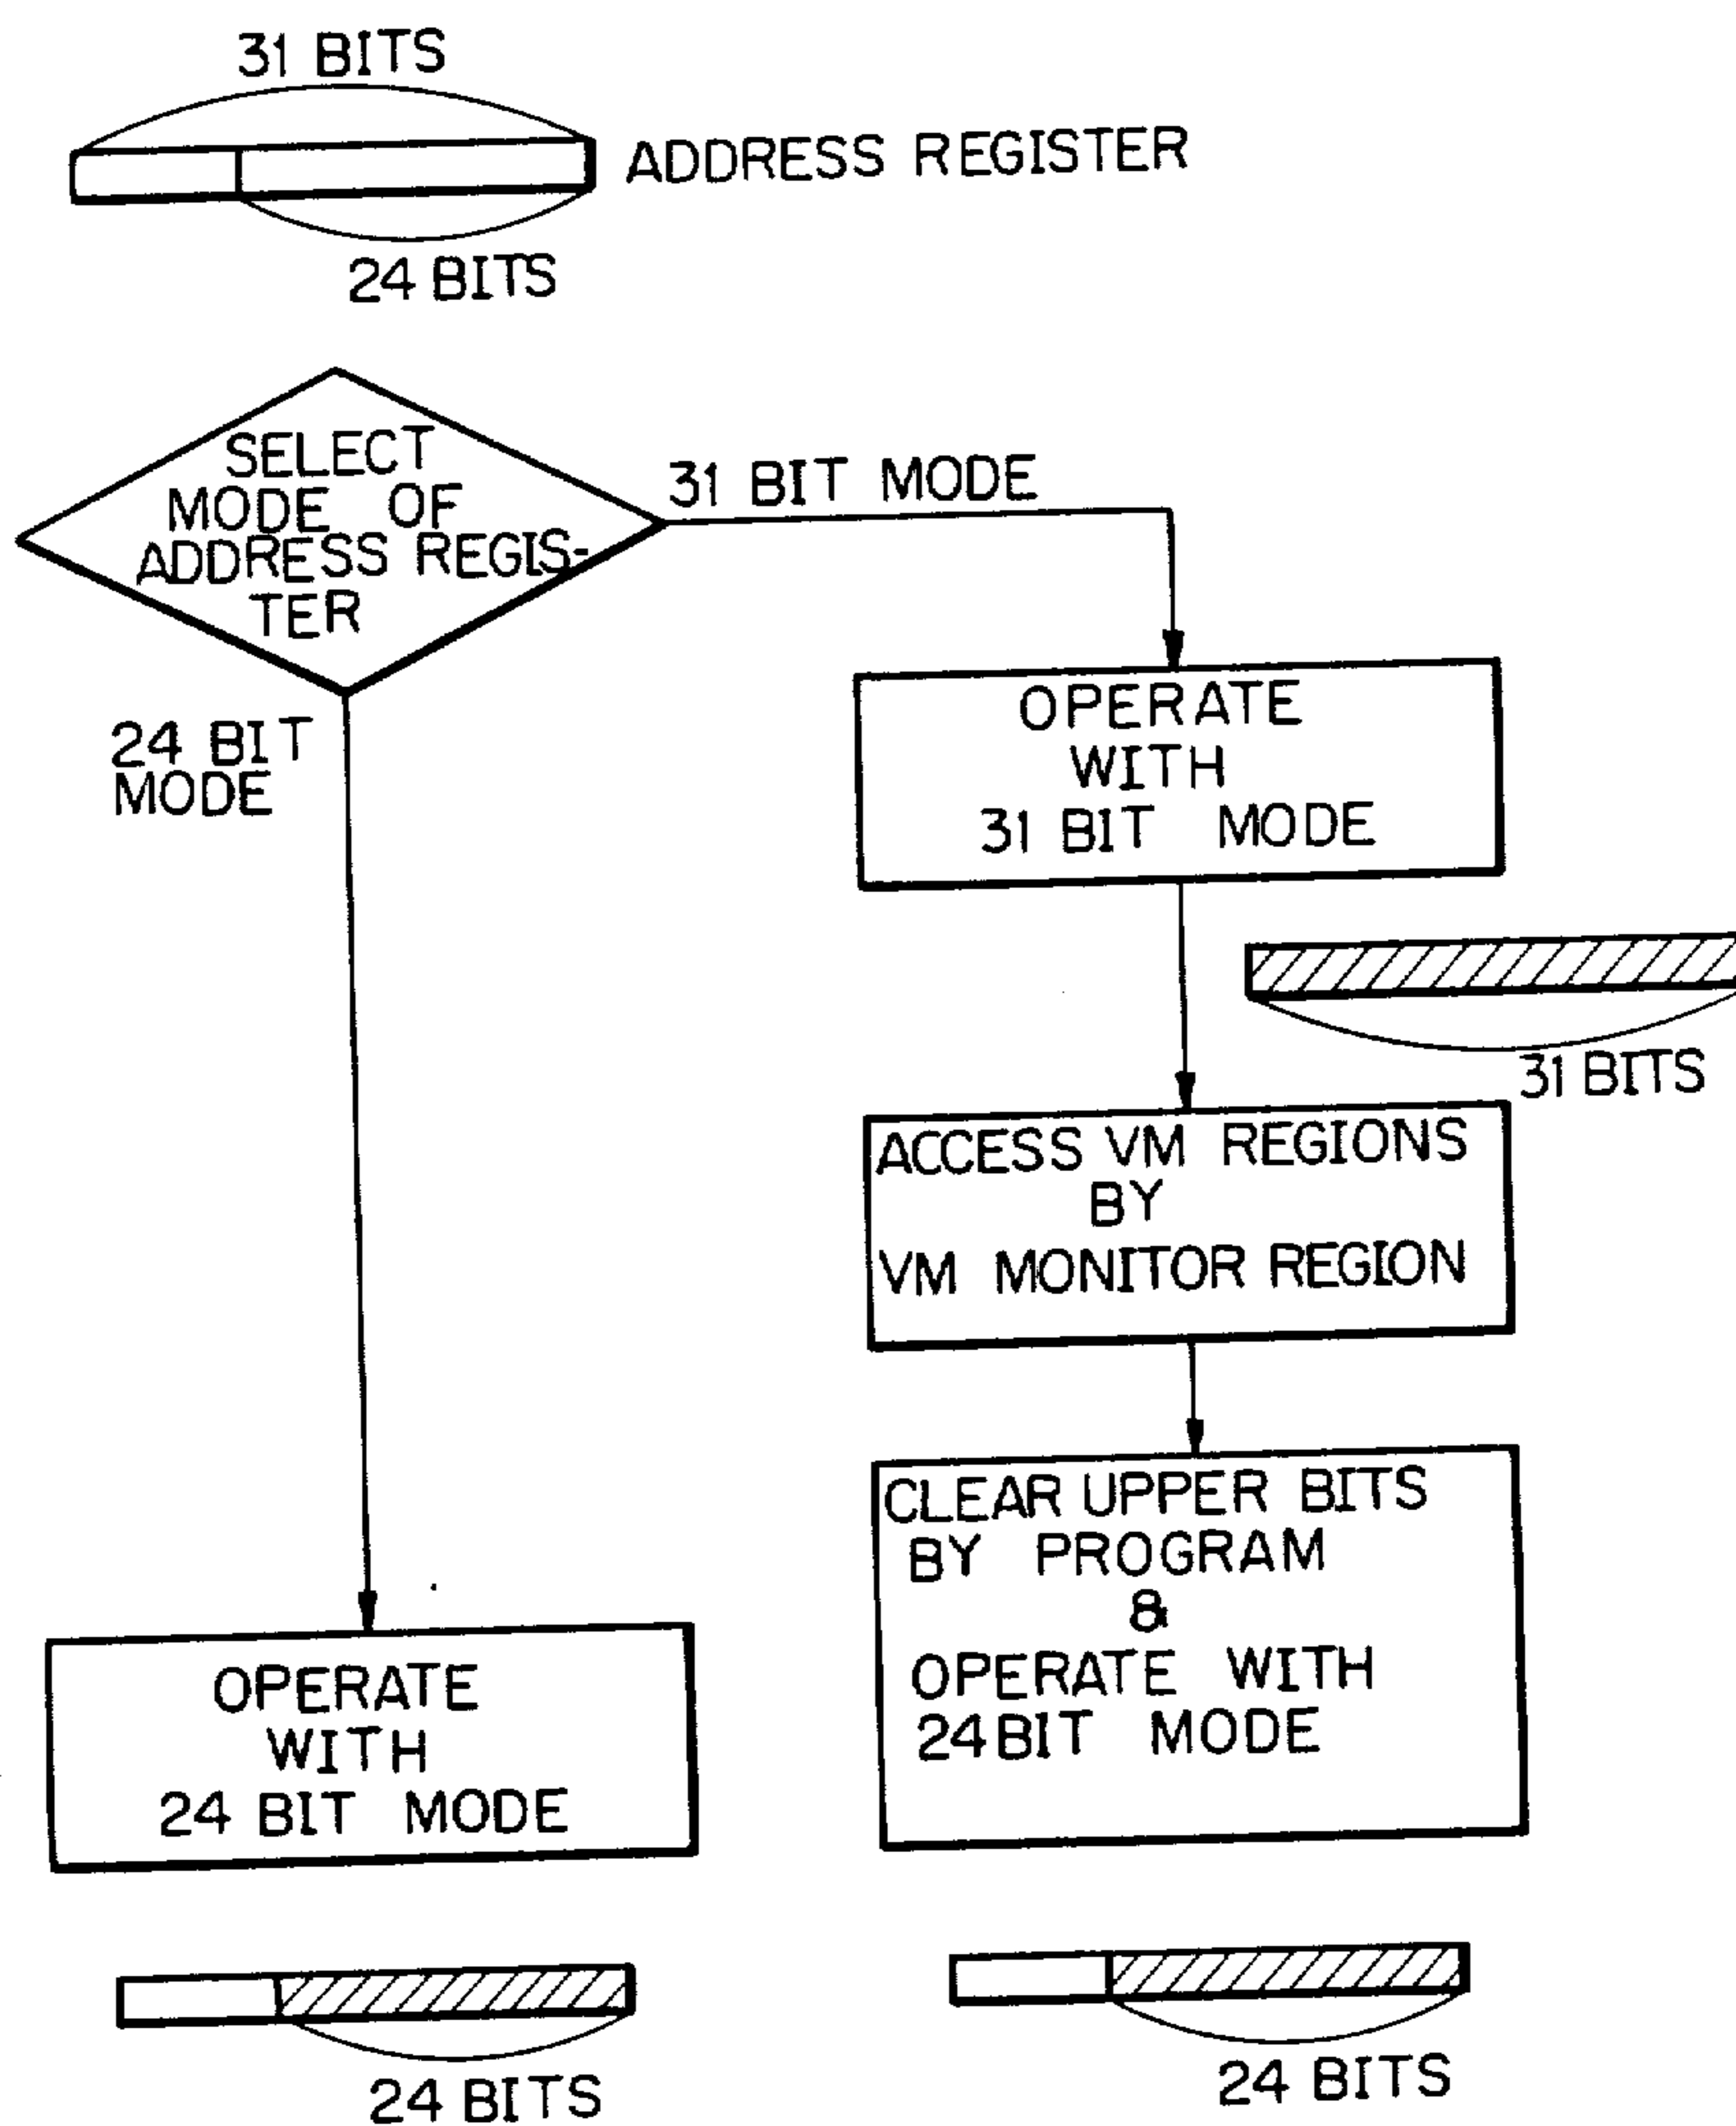 31 BITS
ADDRESS REGISTER
24 BITS
SELECT
MODE OF
ADDRESS REGIS-
TER
31 BIT MODE
24 BIT
MODE
OPERATE
WITH
31 BIT MODE
31 BITS
ACCESS VM REGIONS
BY
VM MONITOR REGION
CLEAR UPPER BITS
BY PROGRAM
&
OPERATE WITH
24 BIT MODE
OPERATE
WITH
24 BIT MODE
24 BITS
24 BITS